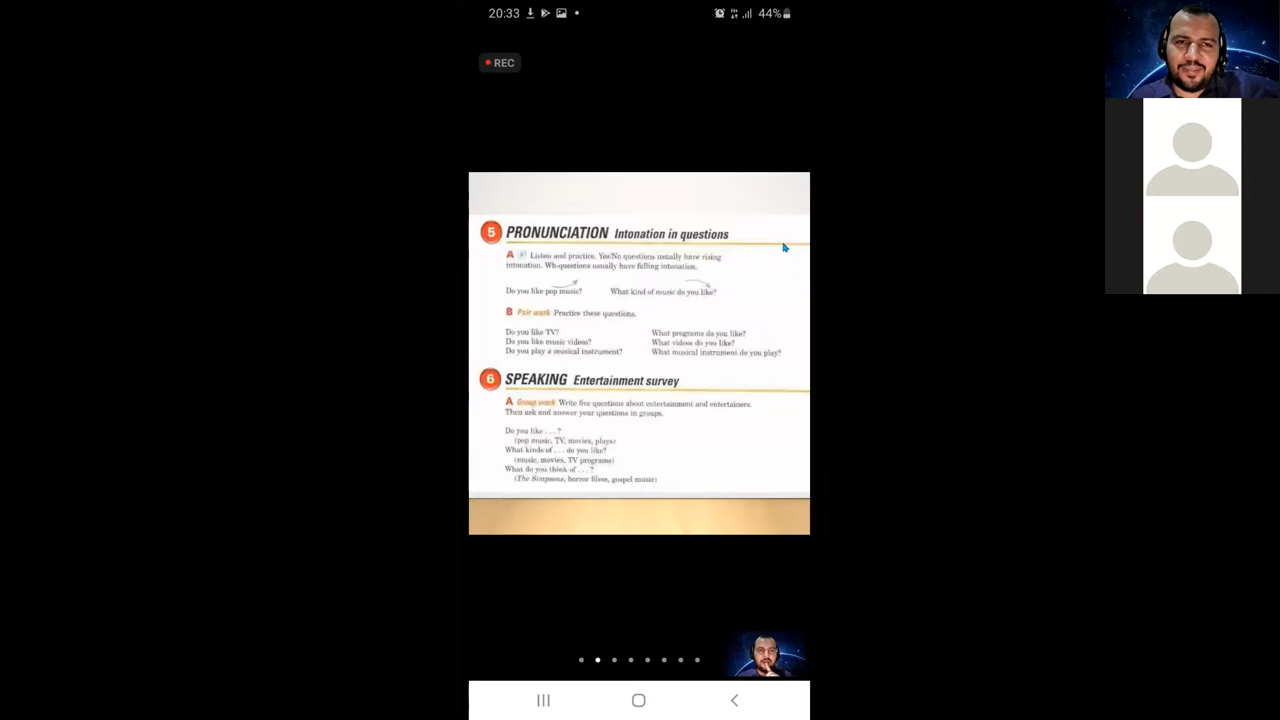 20:33
44%
REC
5 PRONUNCIATION Intonation in questions
A Listen and practice. Yes/No questions usually have rising
intonation. Wh-questions usually have falling intonation.
Do you like pop music? What kind of music do you like?
B Pair work Practice these questions.
Do you like TV? What programs do you like?
Do you like music videos? What videos do you like?
Do you play a musical instrument? What musical instrument do you play?
6 SPEAKING Entertainment survey
A Group work Write five questions about entertainment and entertainers.
Then ask and answer your questions in groups.
Do you like . . . ?
(pop music, TV, movies, plays)
What kinds of . . . do you like?
(music, movies, TV programs)
What do you think of . . . ?
(The Simpsons, horror films, gospel music)